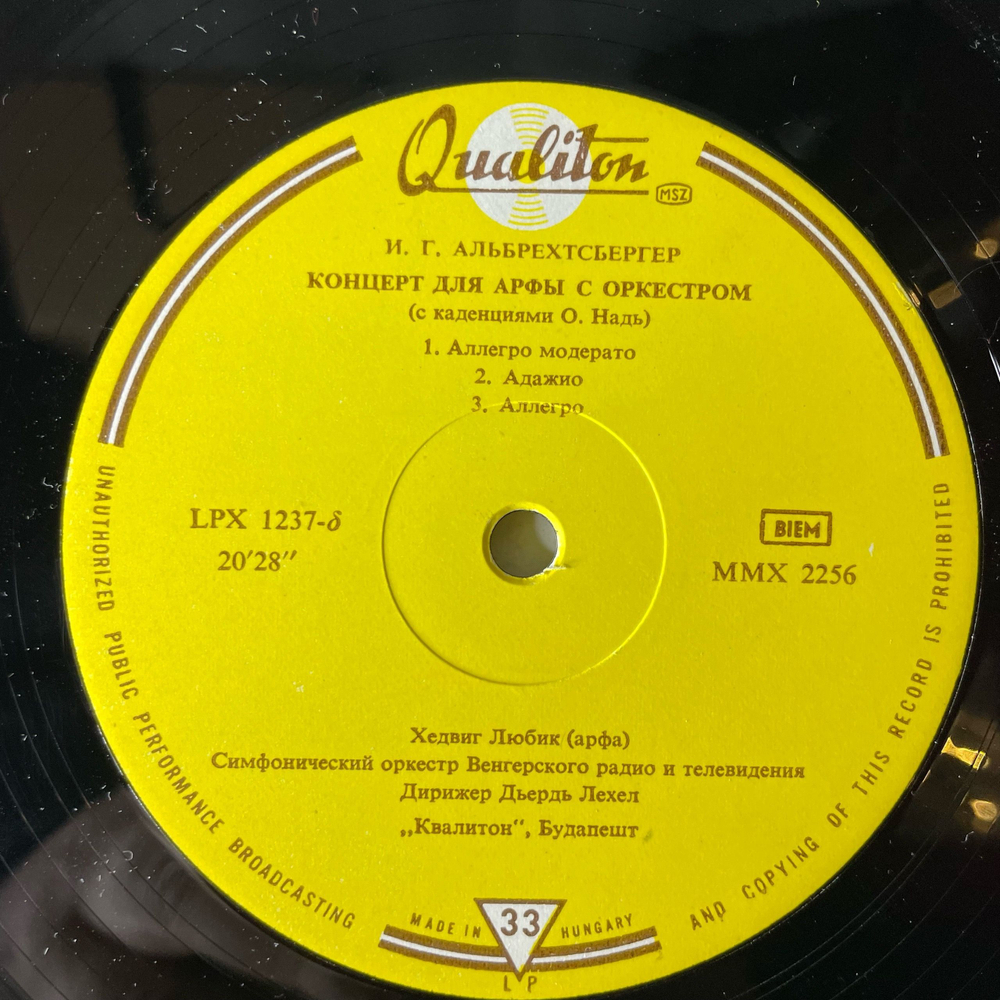 Qualiton
MSZ
И. Г. АЛЬБРЕХТСБЕРГЕР
КОНЦЕРТ ДЛЯ АРФЫ С ОРКЕСТРОМ
(с каденциями О. Надь)
1. Аллегро модерато
2. Адажио
3. Аллегро
LPX 1237-δ
20′28″
BIEM
MMX 2256
Хедвиг Любик (арфа)
Симфонический оркестр Венгерского радио и телевидения
Дирижер Дьердь Лехел
„Квалитон“, Будапешт
UNAUTHORIZED PUBLIC PERFORMANCE BROADCASTING AND COPYING OF THIS RECORD IS PROHIBITED
MADE IN 33 HUNGARY
LP